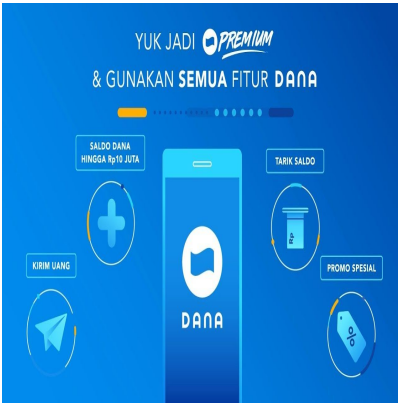 YUK JADI PREMIUM
& GUNAKAN SEMUA FITUR DANA
SALDO DANA
HINGGA Rp10 JUTA
TARIK SALDO
Rp
KIRIM UANG
PROMO SPESIAL
%
DANA